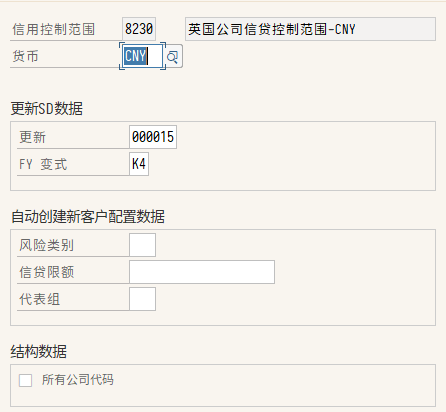 信用控制范围 8230 英国公司信贷控制范围-CNY
货币 CNY
更新SD数据
更新 000015
FY 变式 K4
自动创建新客户配置数据
风险类别
信贷限额
代表组
结构数据
所有公司代码